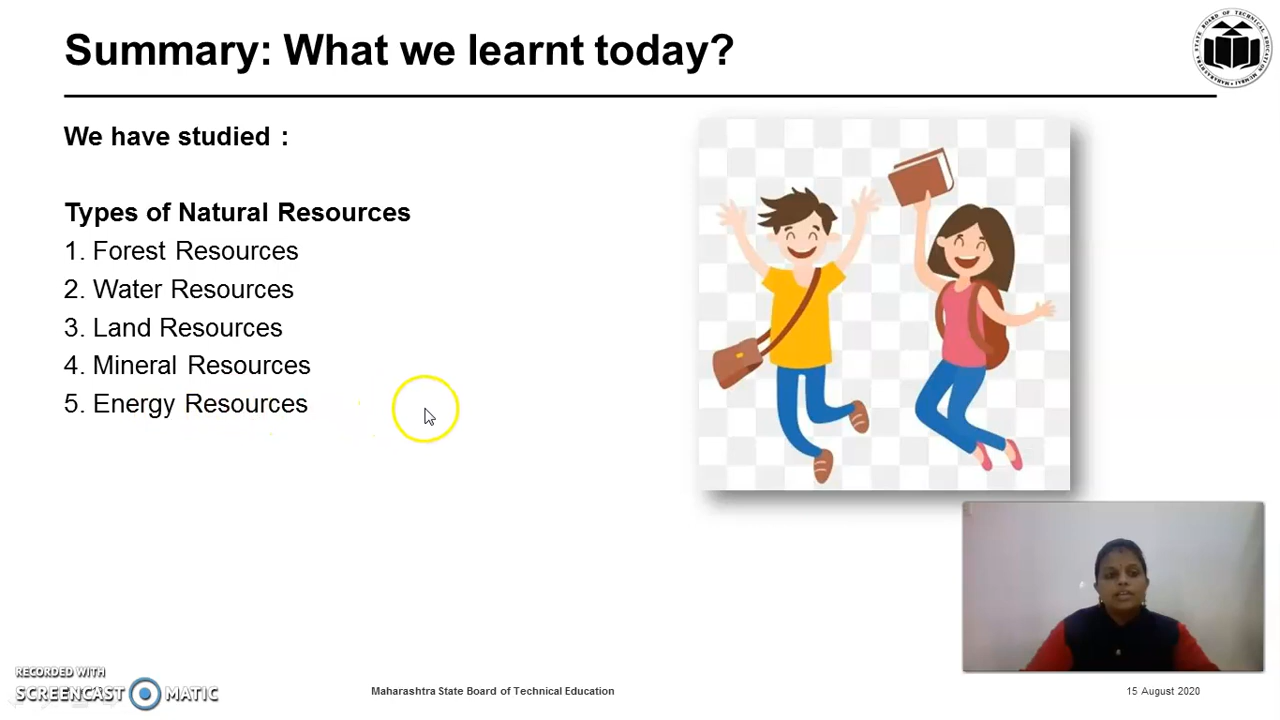 Summary: What we learnt today?
We have studied :
Types of Natural Resources
1. Forest Resources
2. Water Resources
3. Land Resources
4. Mineral Resources
5. Energy Resources
RECORDED WITH
SCREENCAST MATIC
Maharashtra State Board of Technical Education
15 August 2020